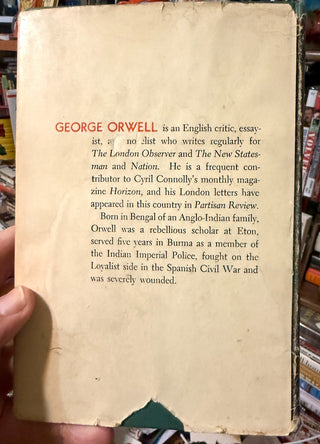 GEORGE ORWELL is an English critic, essay-
ist, who writes regularly for
The London Observer and The New States-
man and Nation. He is a frequent con-
tributor to Cyril Connolly's monthly maga-
zine Horizon, and his London letters have
appeared in this country in Partisan Review.
Born in Bengal of an Anglo-Indian family,
Orwell was a rebellious scholar at Eton,
served five years in Burma as a member of
the Indian Imperial Police, fought on the
Loyalist side in the Spanish Civil War and
was severely wounded.